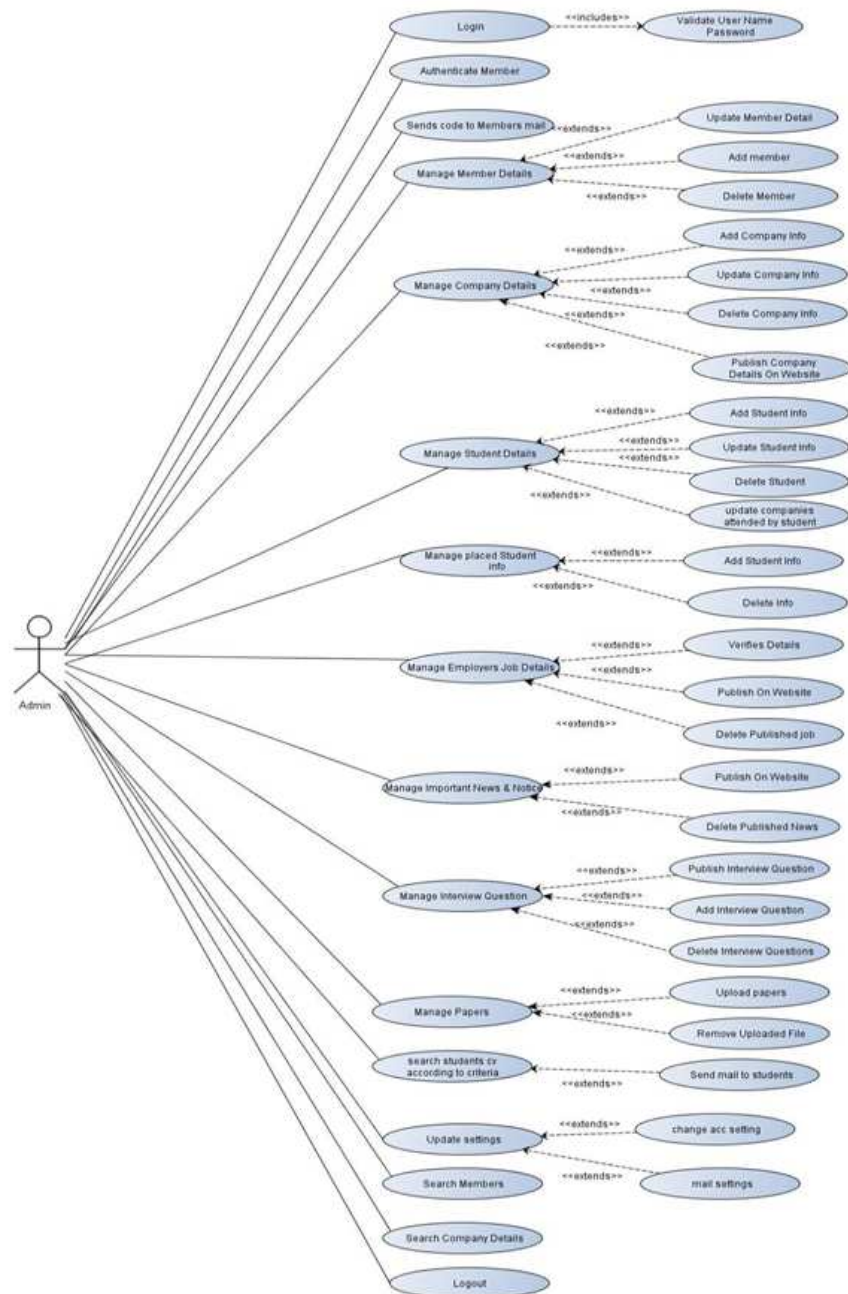 Login
<<includes>>
Validate User Name
Password
Authenticate Member
Sends code to Members mail
<<extends>>
Update Member Detail
Manage Member Details
<<extends>>
Add member
<<extends>>
Delete Member
Manage Company Details
<<extends>>
Add Company Info
Update Company Info
<<extends>>
Delete Company Info
<<extends>>
<<extends>>
Publish Company
Details On Website
Manage Student Details
<<extends>>
Add Student Info
<<extends>>
Update Student Info
<<extends>>
Delete Student
<<extends>>
update companies
attended by student
Manage placed Student
info
<<extends>>
Add Student Info
<<extends>>
Delete Info
Admin
Manage Employers Job Details
<<extends>>
Verifies Details
<<extends>>
Publish On Website
<<extends>>
Delete Published job
Manage Important News & Notice
<<extends>>
Publish On Website
<<extends>>
Delete Published News
Manage Interview Question
<<extends>>
Publish Interview Question
<<extends>>
Add Interview Question
<<extends>>
Delete Interview Questions
Manage Papers
<<extends>>
Upload papers
<<extends>>
Remove Uploaded File
search students cv
according to criteria
<<extends>>
Send mail to students
Update settings
<<extends>>
change acc setting
<<extends>>
mail settings
Search Members
Search Company Details
Logout